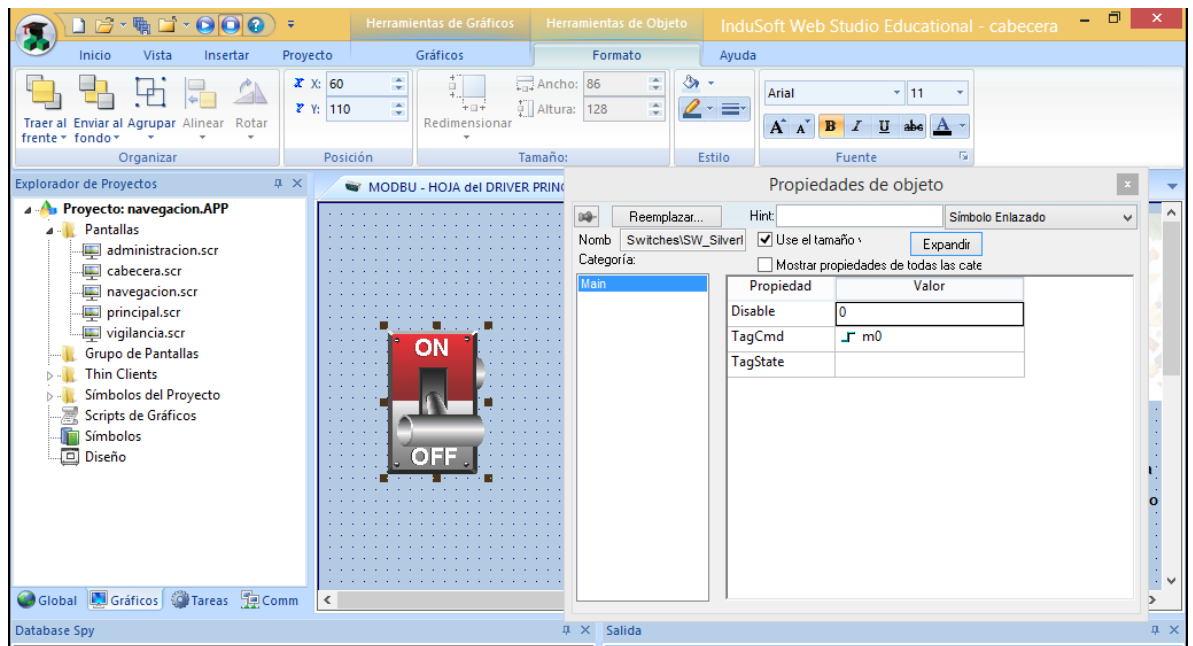 Herramientas de Gráficos Herramientas de Objeto InduSoft Web Studio Educational - cabecera
Inicio Vista Insertar Proyecto Gráficos Formato Ayuda
X: 60
Y: 110
Ancho: 86
Altura: 128
Arial 11
Traer al frente Enviar al fondo Agrupar Alinear Rotar
Redimensionar
A A B I U abc A
Organizar Posición Tamaño: Estilo Fuente
Explorador de Proyectos
MODBU - HOJA del DRIVER PRIN
Proyecto: navegacion.APP
Pantallas
administracion.scr
cabecera.scr
navegacion.scr
principal.scr
vigilancia.scr
Grupo de Pantallas
Thin Clients
Símbolos del Proyecto
Scripts de Gráficos
Símbolos
Diseño
ON
OFF
Propiedades de objeto
Reemplazar... Hint: Símbolo Enlazado
Nomb Switches\SW_Silverl Use el tamaño Expandir
Categoría: Mostrar propiedades de todas las cate
Main
Propiedad Valor
Disable 0
TagCmd m0
TagState
Global Gráficos Tareas Comm
Database Spy Salida